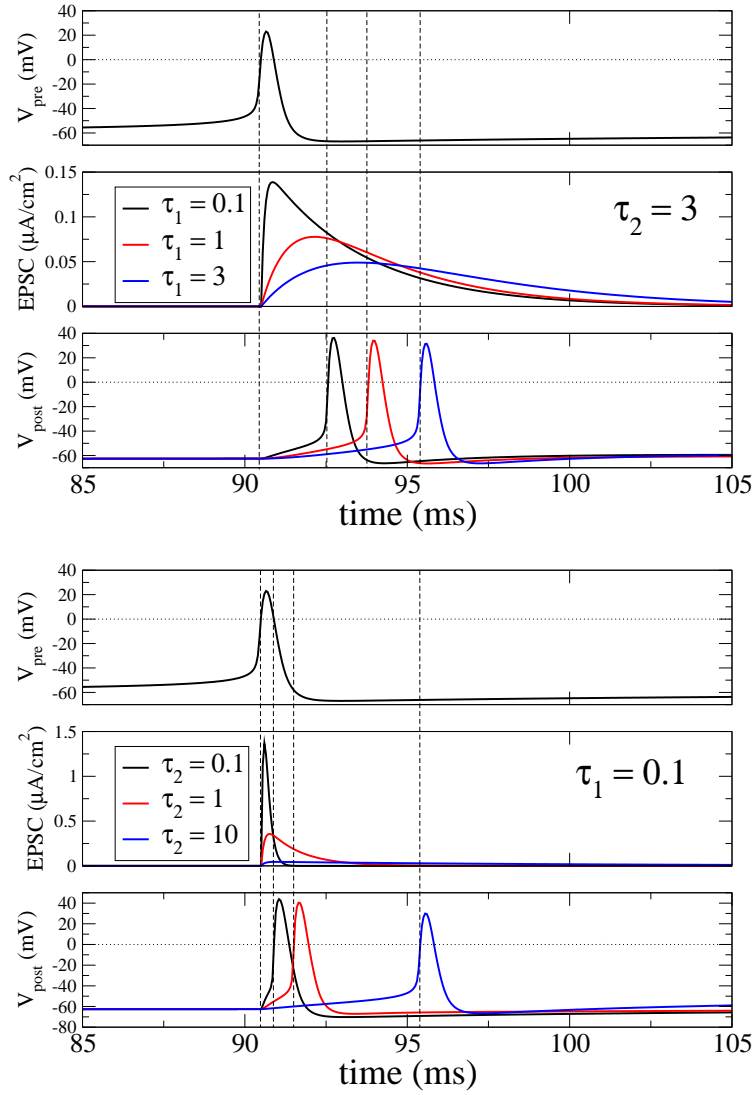 40
20
0
-20
-40
-60
V_pre (mV)
0.15
0.1
0.05
0
EPSC (μA/cm²)
τ₁ = 0.1
τ₁ = 1
τ₁ = 3
τ₂ = 3
40
20
0
-20
-40
-60
V_post (mV)
85 90 95 100 105
time (ms)
40
20
0
-20
-40
-60
V_pre (mV)
1.5
1
0.5
0
EPSC (μA/cm²)
τ₂ = 0.1
τ₂ = 1
τ₂ = 10
τ₁ = 0.1
40
20
0
-20
-40
-60
-80
V_post (mV)
85 90 95 100 105
time (ms)